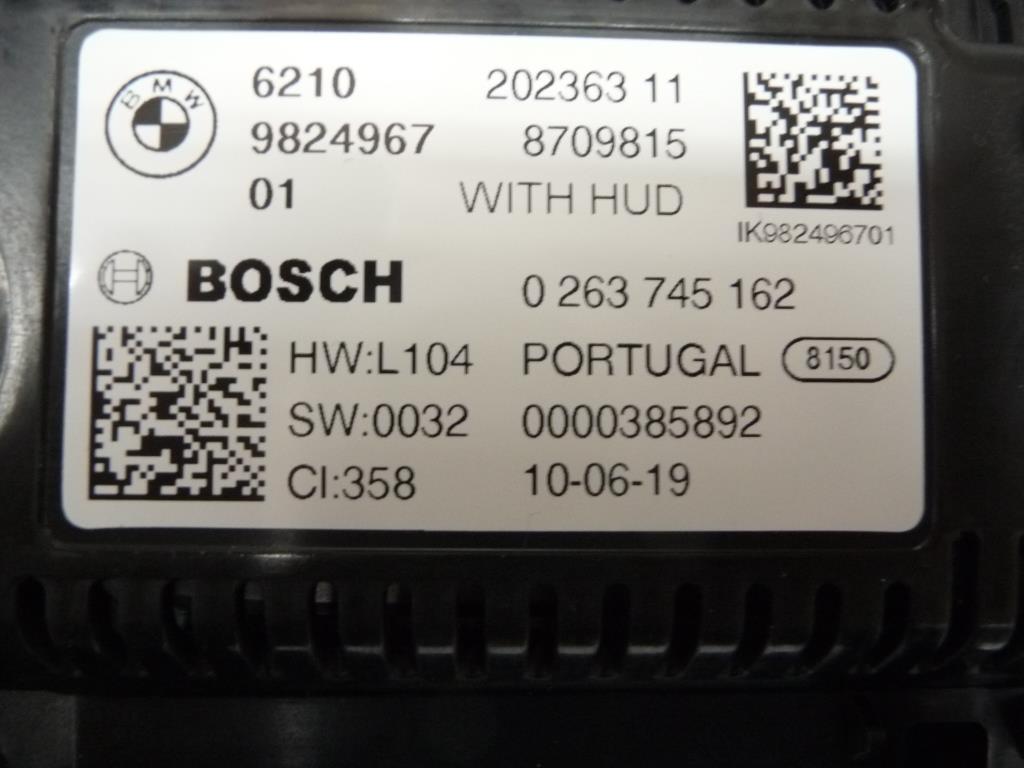 BMW
6210 202363 11
9824967 8709815
01 WITH HUD
IK982496701
H BOSCH 0 263 745 162
HW:L104 PORTUGAL 8150
SW:0032 0000385892
CI:358 10-06-19